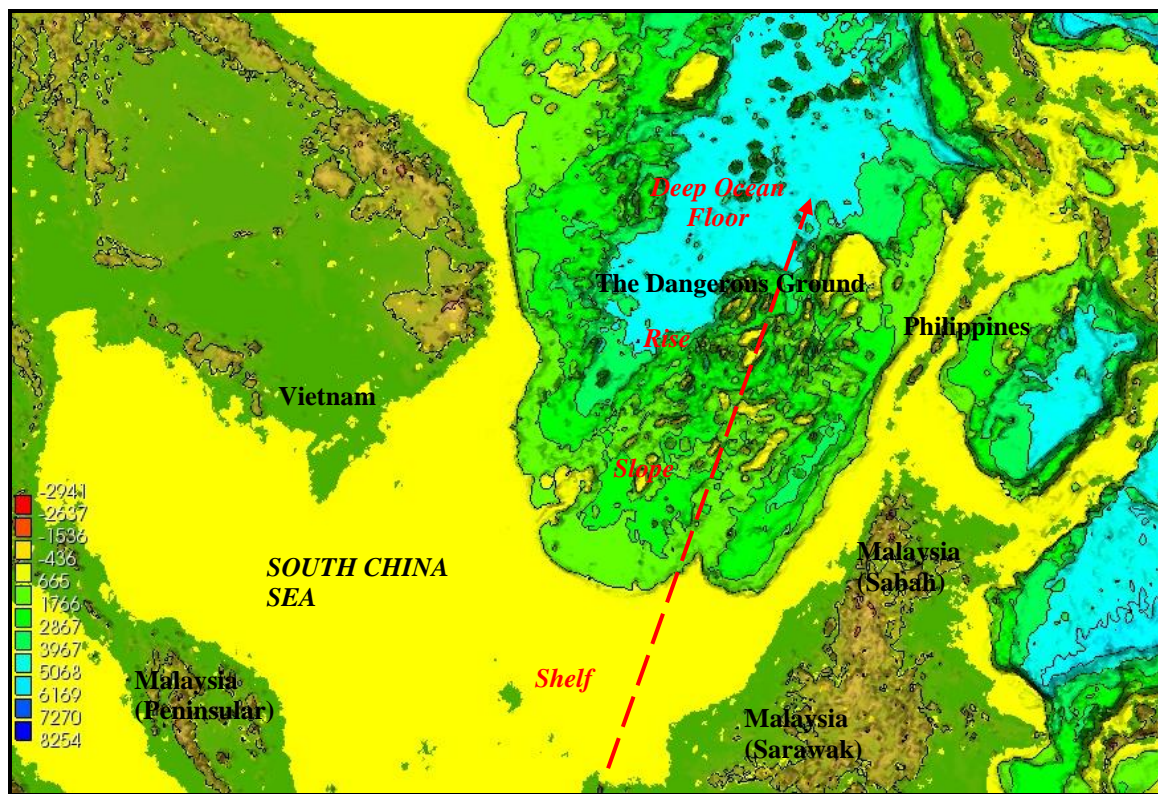 Deep Ocean
Floor
The Dangerous Ground
Rise
Philippines
Vietnam
Slope
-2941
-2637
-1536
-436
665
1766
2867
3967
5068
6169
7270
8254
SOUTH CHINA
SEA
Malaysia
(Sabah)
Shelf
Malaysia
(Peninsular)
Malaysia
(Sarawak)